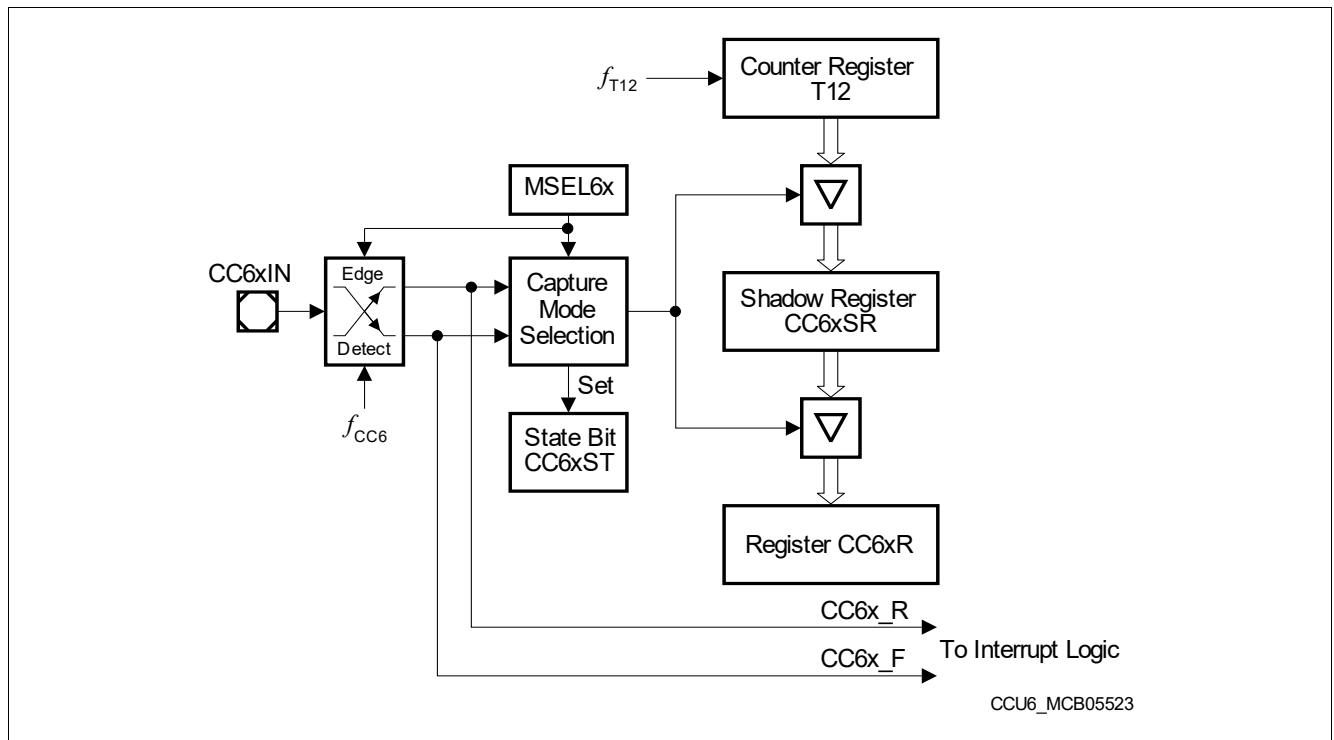 Counter Register
T12
fT12
MSEL6x
CC6xIN
Edge
Detect
Capture
Mode
Selection
Shadow Register
CC6xSR
Set
fCC6
State Bit
CC6xST
Register CC6xR
CC6x_R
To Interrupt Logic
CC6x_F
CCU6_MCB05523